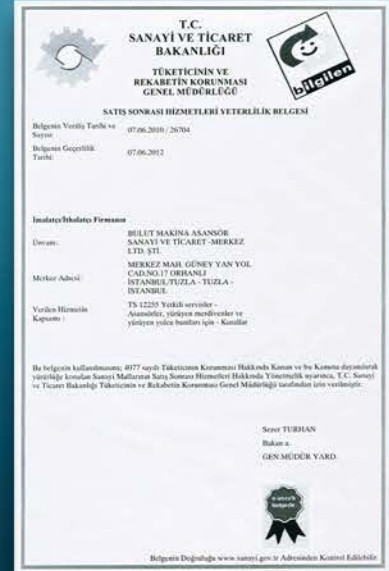 T.C.
SANAYİ VE TİCARET
BAKANLIĞI
TÜKETİCİNİN VE
REKABETİN KORUNMASI
GENEL MÜDÜRLÜĞÜ
bilgilen
SATIŞ SONRASI HİZMETLERİ YETERLİLİK BELGESİ
Belgenin Veriliş Tarihi ve
Sayısı: 07.06.2010 / 26704
Belgenin Geçerlilik
Tarihi: 07.06.2012
İmalatçı/İthalatçı Firmanın
Unvanı: BULUT MAKİNA ASANSÖR
SANAYİ VE TİCARET -MERKEZ
LTD. ŞTİ.
Merkez Adresi: MERKEZ MAH. GÜNEY YAN YOL
CAD.NO.17 ORHANLI
İSTANBUL/TUZLA - TUZLA -
İSTANBUL
Verilen Hizmetin
Kapsamı : TS 12255 Yetkili servisler -
Asansörler, yürüyen merdivenler ve
yürüyen yolcu bantları için - Kurallar
Bu belgenin kullanılmasına; 4077 sayılı Tüketicinin Korunması Hakkında Kanun ve bu Kanuna dayanılarak
yürürlüğe konulan Sanayi Mallarının Satış Sonrası Hizmetleri Hakkında Yönetmelik uyarınca, T.C. Sanayi
ve Ticaret Bakanlığı Tüketicinin ve Rekabetin Korunması Genel Müdürlüğü tarafından izin verilmiştir.
Sezer TURHAN
Bakan a.
GEN.MÜDÜR YARD.
Belgenin Doğruluğu www.sanayi.gov.tr Adresinden Kontrol Edilebilir.